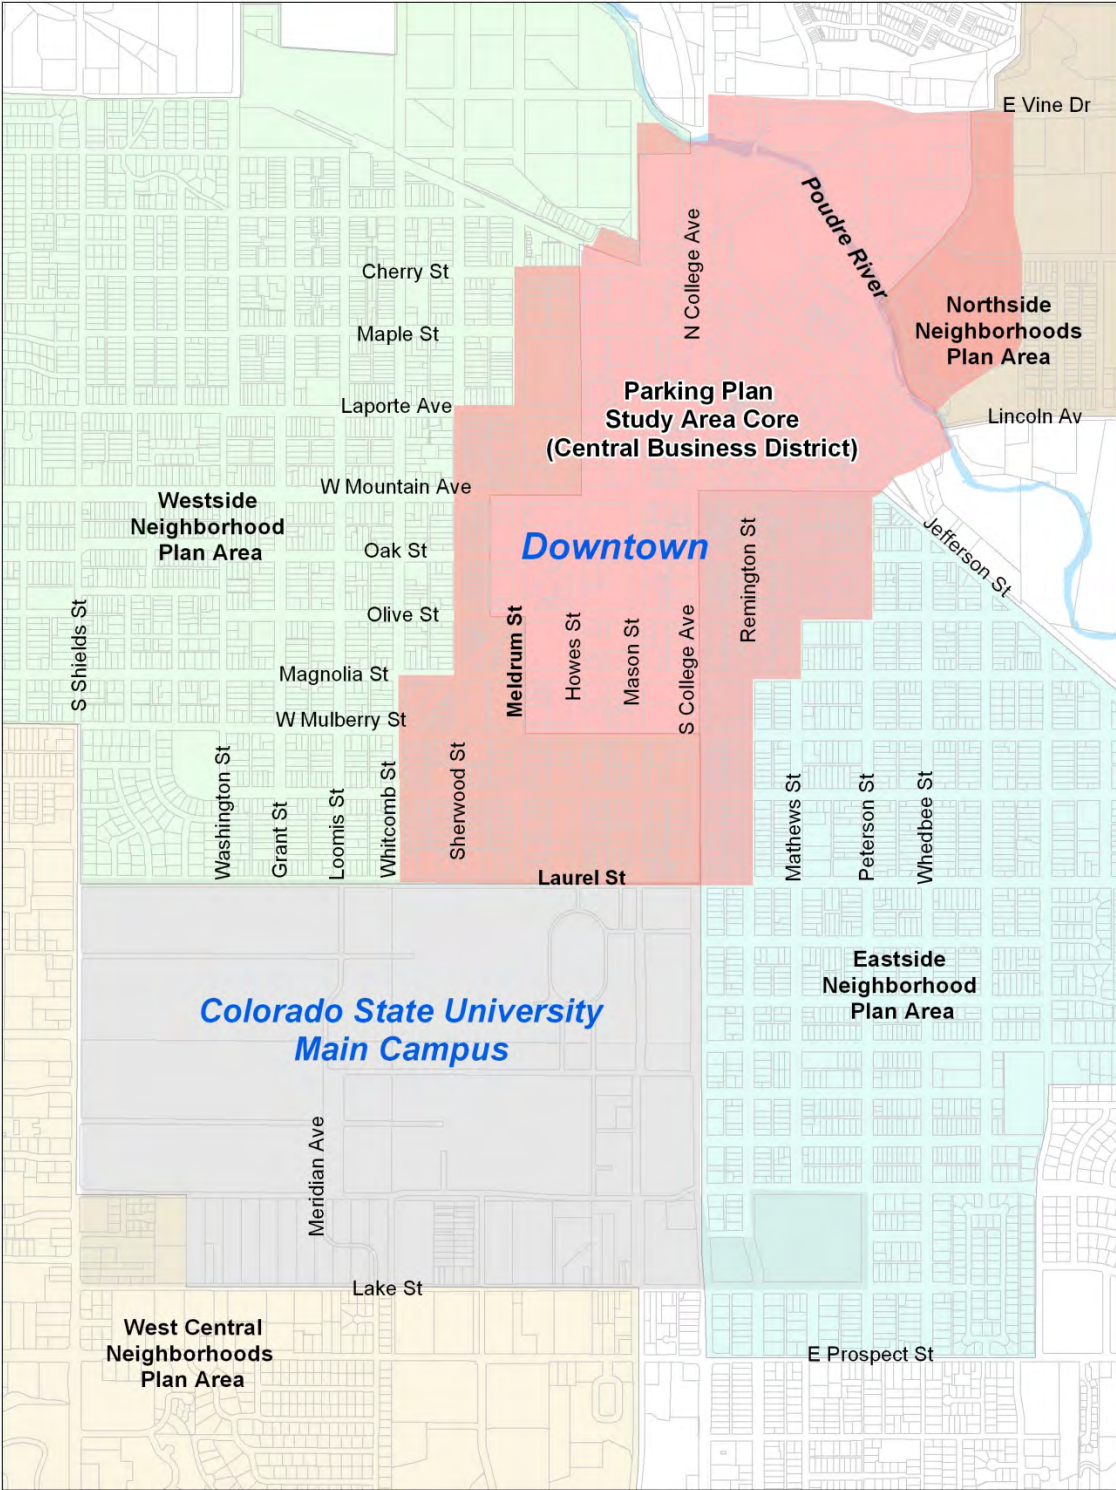 E Vine Dr
Poudre River
N College Ave
Cherry St
Northside
Neighborhoods
Plan Area
Maple St
Parking Plan
Study Area Core
(Central Business District)
Laporte Ave
Lincoln Av
W Mountain Ave
Westside
Neighborhood
Plan Area
Downtown
Oak St
Remington St
Jefferson St
Olive St
S Shields St
Meldrum St
Howes St
Mason St
S College Ave
Magnolia St
W Mulberry St
Washington St
Grant St
Loomis St
Whitcomb St
Sherwood St
Mathews St
Peterson St
Whedbee St
Laurel St
Eastside
Neighborhood
Plan Area
Colorado State University
Main Campus
Meridian Ave
Lake St
West Central
Neighborhoods
Plan Area
E Prospect St